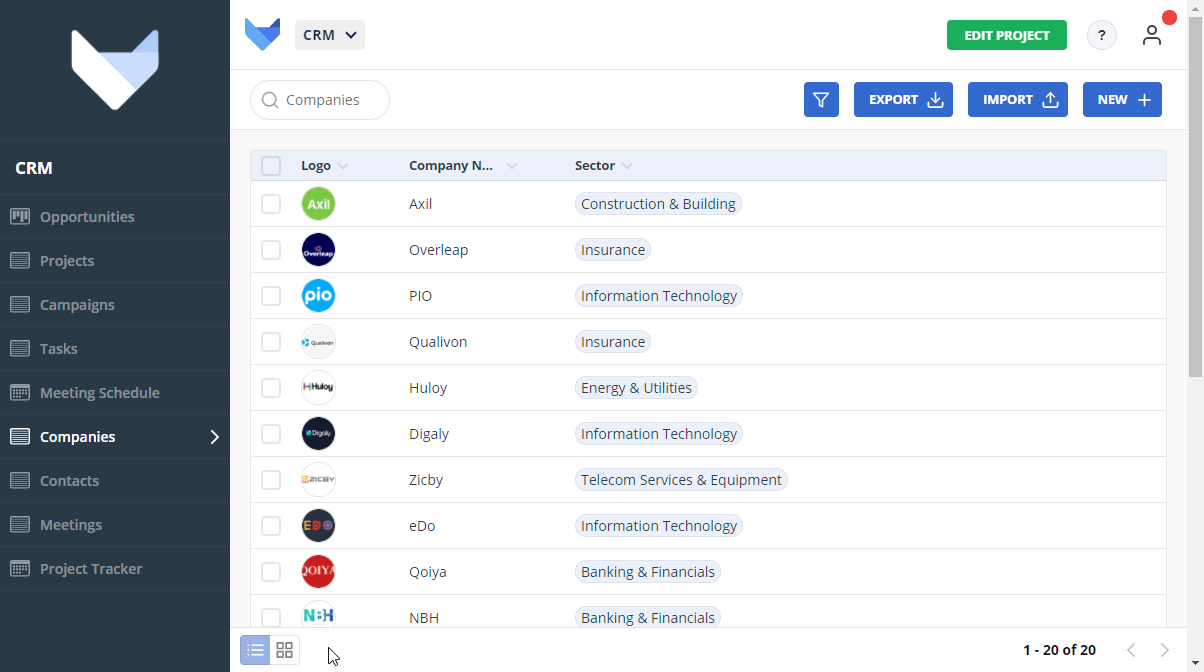 CRM
EDIT PROJECT
?
Companies
EXPORT
IMPORT
NEW
CRM
Opportunities
Projects
Campaigns
Tasks
Meeting Schedule
Companies
Contacts
Meetings
Project Tracker
Logo Company N... Sector
Axil Axil Construction & Building
Overleap Overleap Insurance
pio PIO Information Technology
Qualivon Qualivon Insurance
Huloy Huloy Energy & Utilities
Digaly Digaly Information Technology
ZICBY Zicby Telecom Services & Equipment
EDO eDo Information Technology
QOIYA Qoiya Banking & Financials
NBH NBH Banking & Financials
1 - 20 of 20